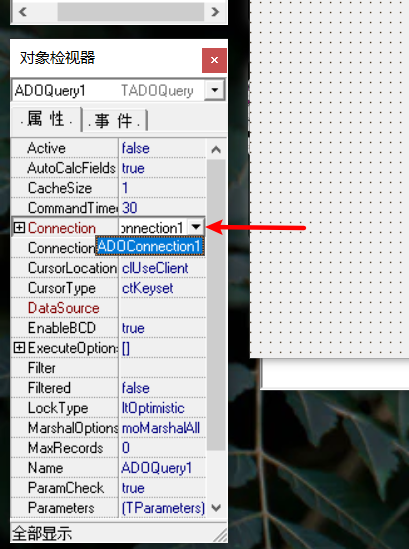 对象检视器
ADOQuery1 TADOQuery
.属 性. .事 件.
Active false
AutoCalcFields true
CacheSize 1
CommandTimeo 30
Connection onnection1
Connection ADOConnection1
CursorLocation clUseClient
CursorType ctKeyset
DataSource
EnableBCD true
ExecuteOptions []
Filter
Filtered false
LockType ltOptimistic
MarshalOptions moMarshalAll
MaxRecords 0
Name ADOQuery1
ParamCheck true
Parameters (TParameters)
全部显示